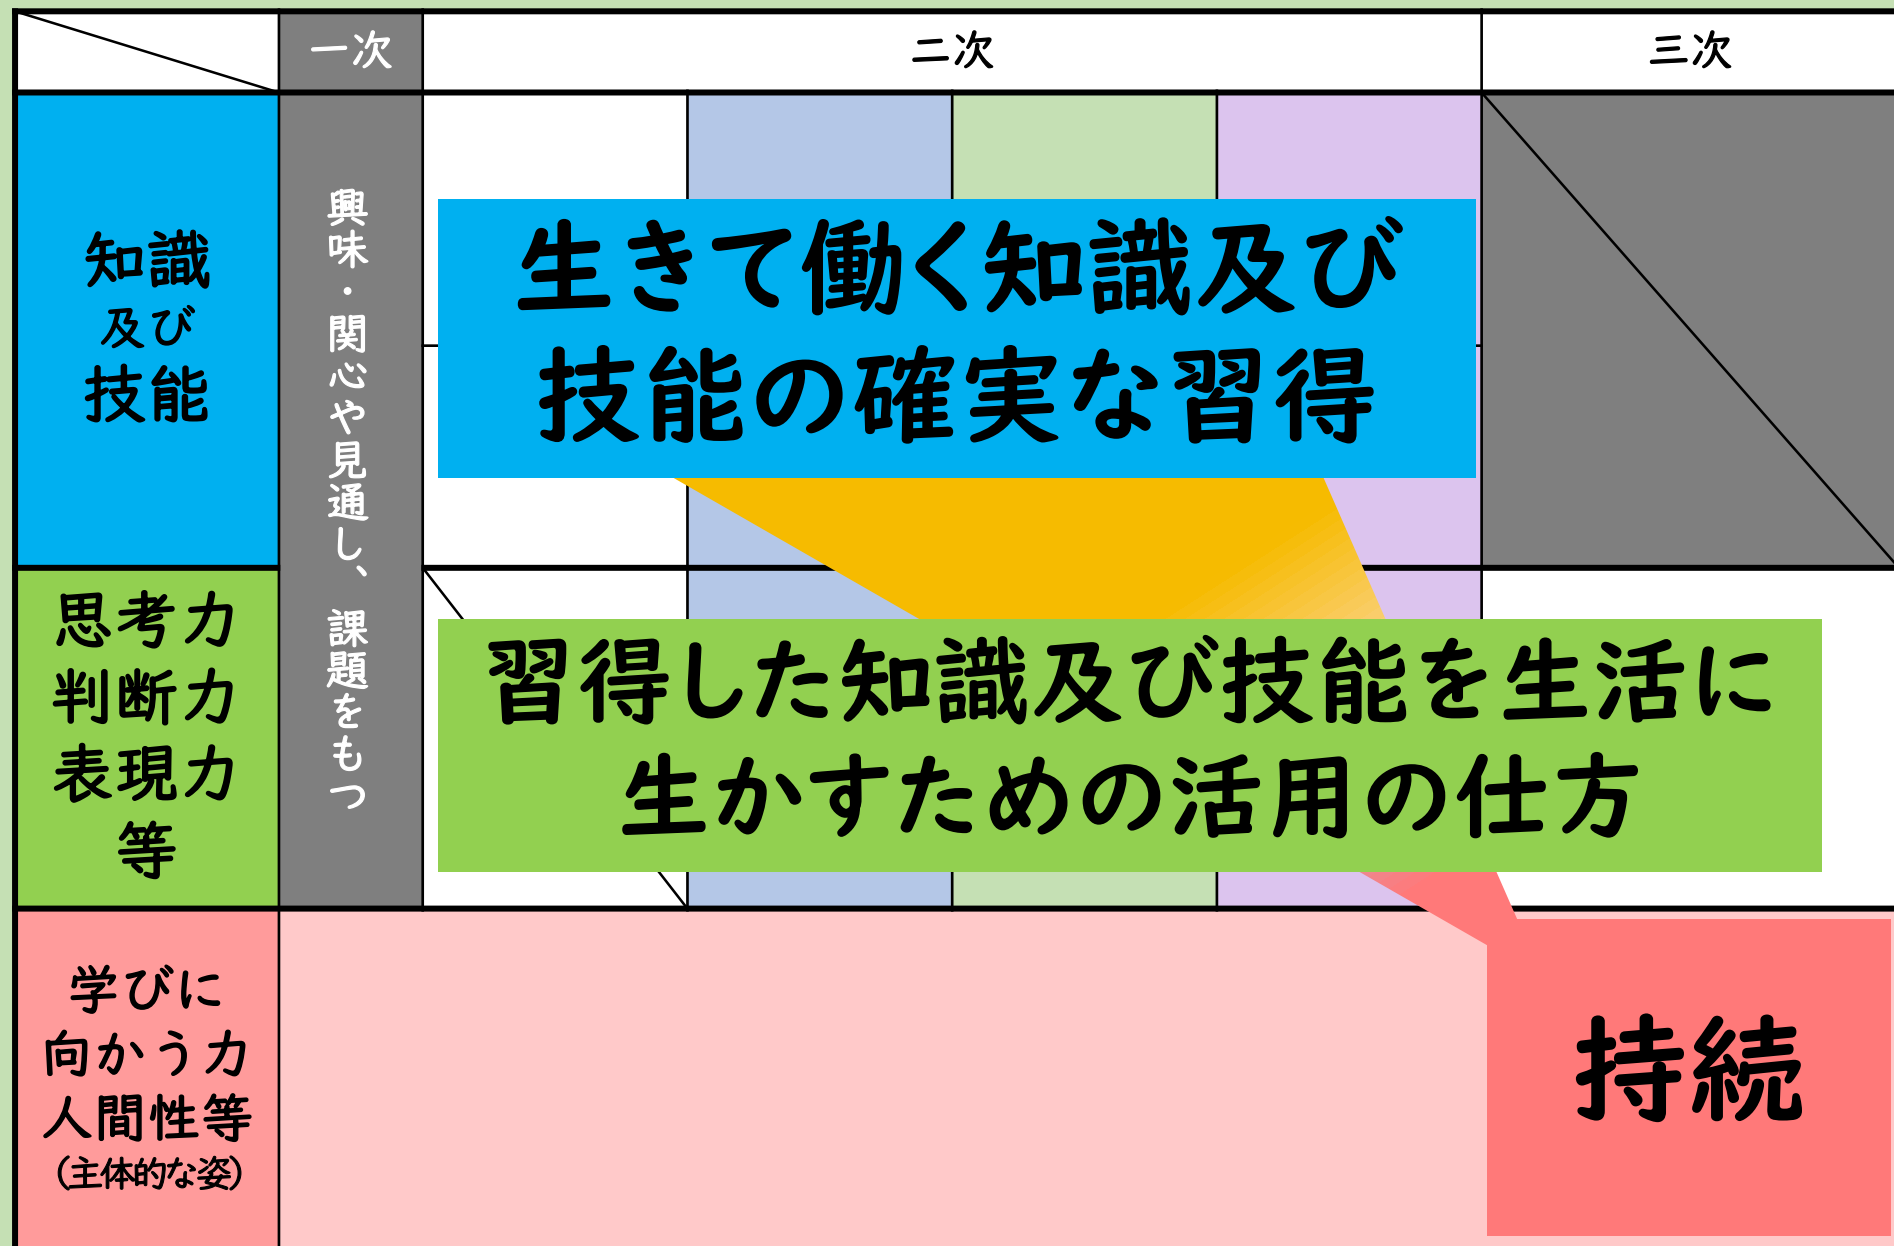 一次
二次
三次
知識
及び
技能
興味・関心や見通し、課題をもつ
生きて働く知識及び
技能の確実な習得
思考力
判断力
表現力
等
習得した知識及び技能を生活に
生かすための活用の仕方
学びに
向かう力
人間性等
（主体的な姿）
持続